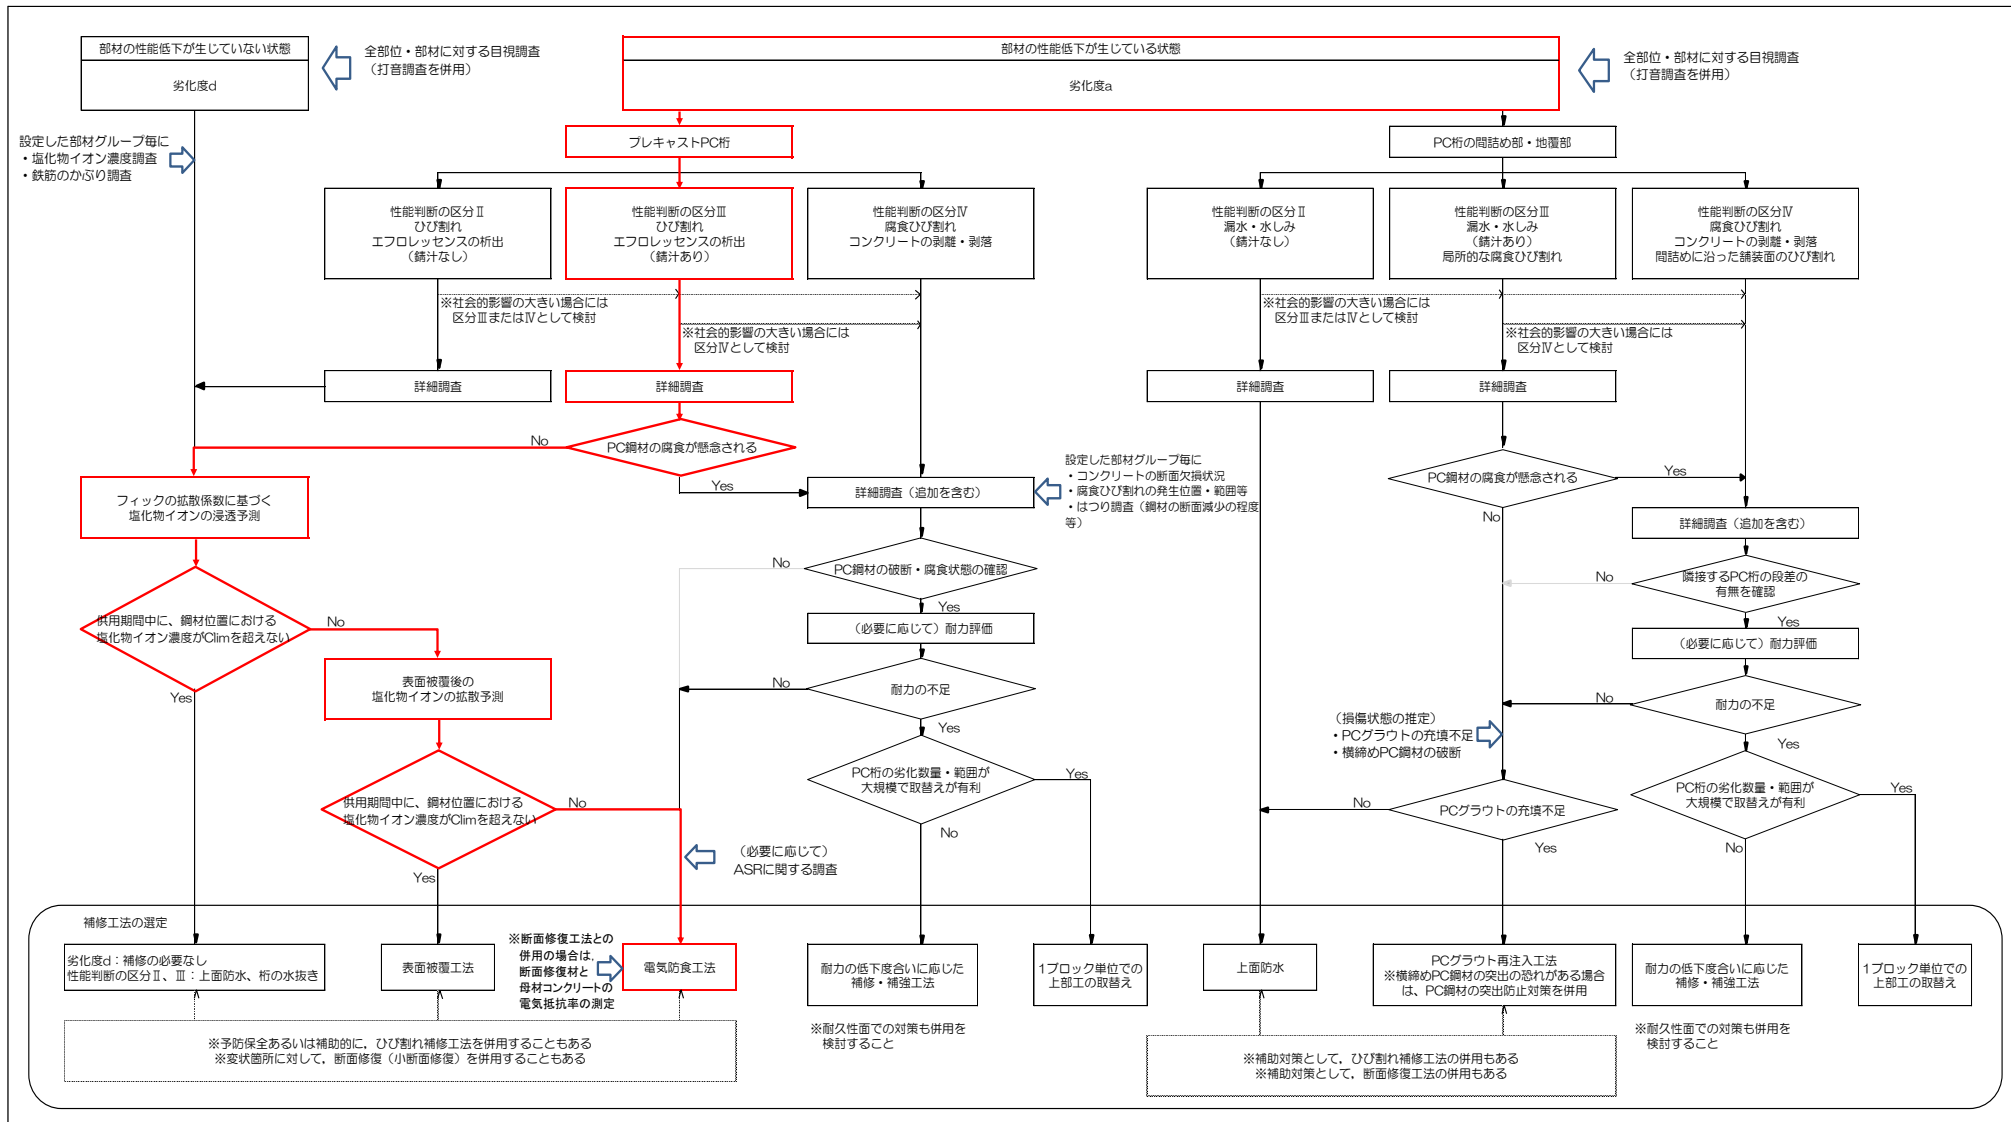 部材の性能低下が生じていない状態
劣化度d
全部位・部材に対する目視調査
（打音調査を併用）
部材の性能低下が生じている状態
劣化度a
全部位・部材に対する目視調査
（打音調査を併用）
設定した部材グループ毎に
・塩化物イオン濃度調査
・鉄筋のかぶり調査
プレキャストPC桁
PC桁の間詰め部・地覆部
性能判断の区分Ⅱ
ひび割れ
エフロレッセンスの析出
（錆汁なし）
性能判断の区分Ⅲ
ひび割れ
エフロレッセンスの析出
（錆汁あり）
性能判断の区分Ⅳ
腐食ひび割れ
コンクリートの剥離・剥落
性能判断の区分Ⅱ
漏水・水しみ
（錆汁なし）
性能判断の区分Ⅲ
漏水・水しみ
（錆汁あり）
局所的な腐食ひび割れ
性能判断の区分Ⅳ
腐食ひび割れ
コンクリートの剥離・剥落
間詰めに沿った舗装面のひび割れ
※社会的影響の大きい場合には
区分ⅢまたはⅣとして検討
※社会的影響の大きい場合には
区分Ⅳとして検討
※社会的影響の大きい場合には
区分ⅢまたはⅣとして検討
※社会的影響の大きい場合には
区分Ⅳとして検討
詳細調査
詳細調査
詳細調査
詳細調査
No
PC鋼材の腐食が懸念される
Yes
設定した部材グループ毎に
・コンクリートの断面欠損状況
・腐食ひび割れの発生位置・範囲等
・はつり調査（鋼材の断面減少の程度
等）
PC鋼材の腐食が懸念される
Yes
No
フィックの拡散係数に基づく
塩化物イオンの浸透予測
詳細調査（追加を含む）
詳細調査（追加を含む）
No
PC鋼材の破断・腐食状態の確認
Yes
No
隣接するPC桁の段差の
有無を確認
Yes
供用期間中に、鋼材位置における
塩化物イオン濃度がClimを超えない
No
Yes
（必要に応じて）耐力評価
（必要に応じて）耐力評価
表面被覆後の
塩化物イオンの拡散予測
No
耐力の不足
Yes
No
耐力の不足
Yes
（損傷状態の推定）
・PCグラウトの充填不足
・横締めPC鋼材の破断
供用期間中に、鋼材位置における
塩化物イオン濃度がClimを超えない
No
Yes
PC桁の劣化数量・範囲が
大規模で取替えが有利
Yes
No
No
PCグラウトの充填不足
Yes
PC桁の劣化数量・範囲が
大規模で取替えが有利
Yes
No
（必要に応じて）
ASRに関する調査
補修工法の選定
劣化度d：補修の必要なし
性能判断の区分Ⅱ、Ⅲ：上面防水、桁の水抜き
表面被覆工法
※断面修復工法との
併用の場合は，
断面修復材と
母材コンクリートの
電気抵抗率の測定
電気防食工法
耐力の低下度合いに応じた
補修・補強工法
1ブロック単位での
上部工の取替え
上面防水
PCグラウト再注入工法
※横締めPC鋼材の突出の恐れがある場合
は、PC鋼材の突出防止対策を併用
耐力の低下度合いに応じた
補修・補強工法
1ブロック単位での
上部工の取替え
※予防保全あるいは補助的に，ひび割れ補修工法を併用することもある
※変状箇所に対して，断面修復（小断面修復）を併用することもある
※耐久性面での対策も併用を
検討すること
※補助対策として，ひび割れ補修工法の併用もある
※補助対策として，断面修復工法の併用もある
※耐久性面での対策も併用を
検討すること